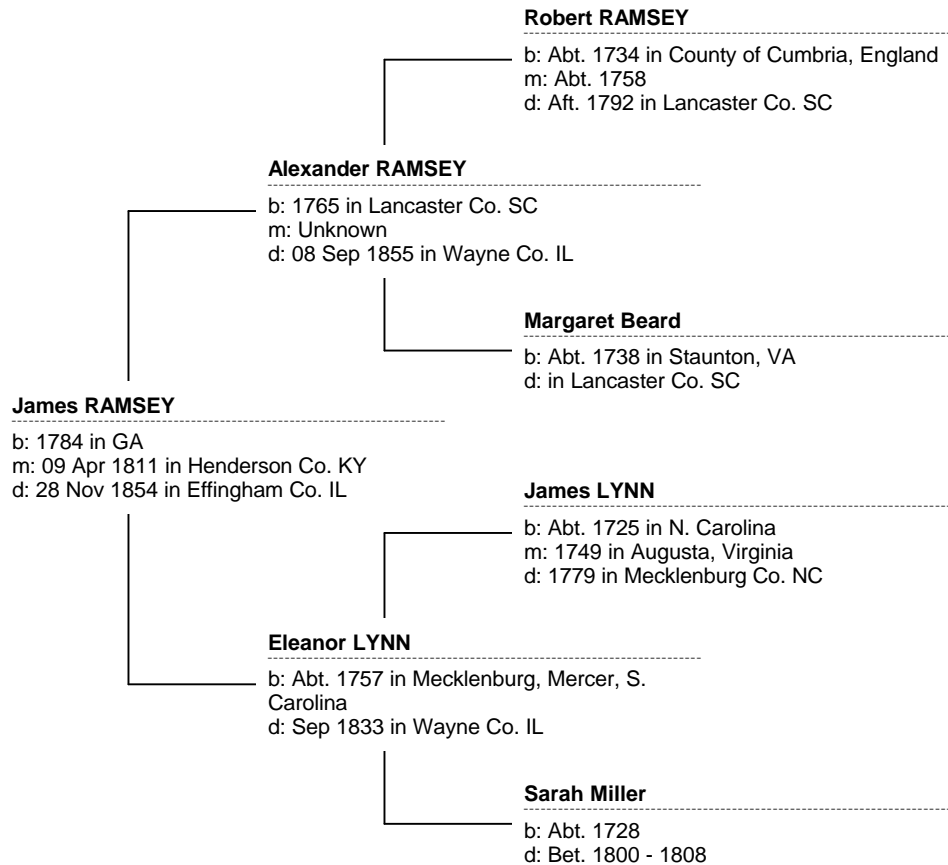 Robert RAMSEY
b: Abt. 1734 in County of Cumbria, England
m: Abt. 1758
d: Aft. 1792 in Lancaster Co. SC
Alexander RAMSEY
b: 1765 in Lancaster Co. SC
m: Unknown
d: 08 Sep 1855 in Wayne Co. IL
Margaret Beard
b: Abt. 1738 in Staunton, VA
d: in Lancaster Co. SC
James RAMSEY
b: 1784 in GA
m: 09 Apr 1811 in Henderson Co. KY
d: 28 Nov 1854 in Effingham Co. IL
James LYNN
b: Abt. 1725 in N. Carolina
m: 1749 in Augusta, Virginia
d: 1779 in Mecklenburg Co. NC
Eleanor LYNN
b: Abt. 1757 in Mecklenburg, Mercer, S.
Carolina
d: Sep 1833 in Wayne Co. IL
Sarah Miller
b: Abt. 1728
d: Bet. 1800 - 1808